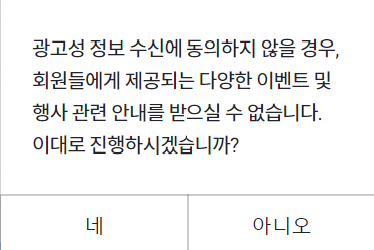 광고성 정보 수신에 동의하지 않을 경우,
회원들에게 제공되는 다양한 이벤트 및
행사 관련 안내를 받으실 수 없습니다.
이대로 진행하시겠습니까?
네
아니오